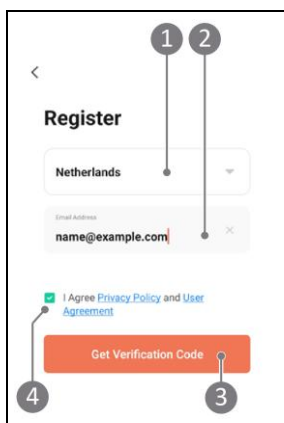 1 2
Register
Netherlands
Email Address
name@example.com
I Agree Privacy Policy and User
Agreement
Get Verification Code
4 3